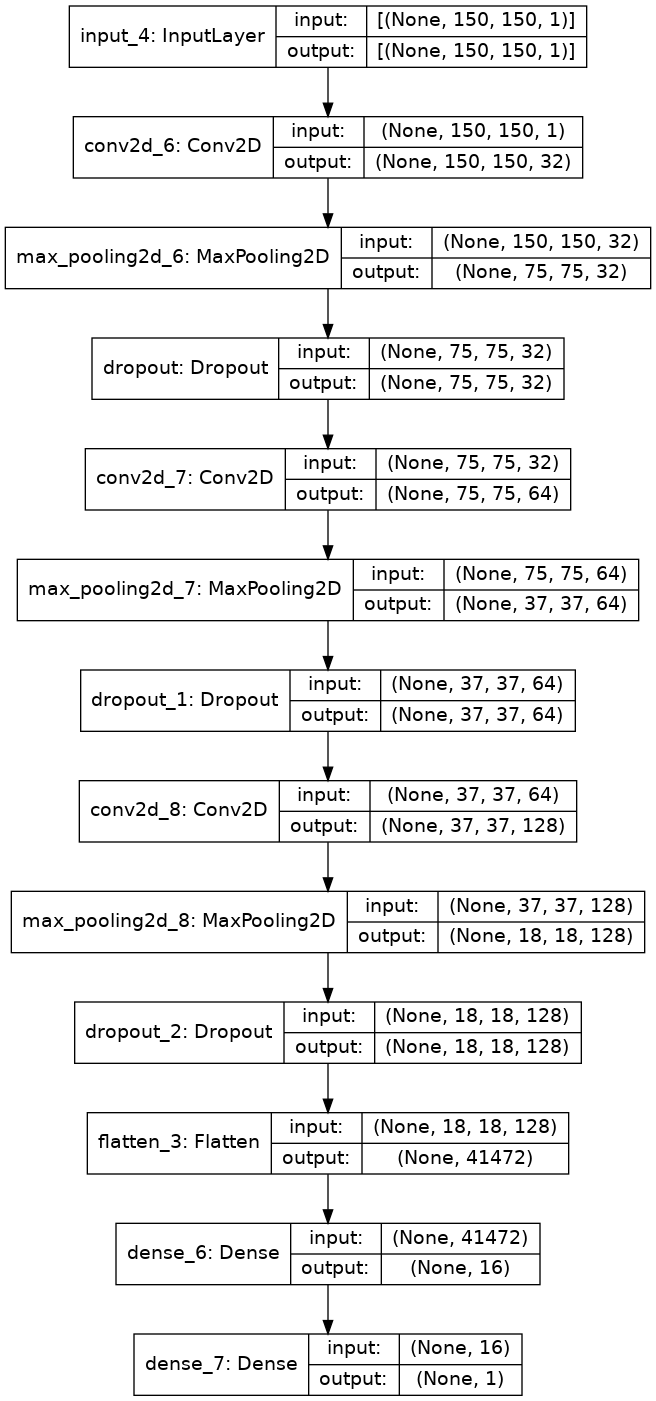 input_4: InputLayer input: [(None, 150, 150, 1)]
output: [(None, 150, 150, 1)]
conv2d_6: Conv2D input: (None, 150, 150, 1)
output: (None, 150, 150, 32)
max_pooling2d_6: MaxPooling2D input: (None, 150, 150, 32)
output: (None, 75, 75, 32)
dropout: Dropout input: (None, 75, 75, 32)
output: (None, 75, 75, 32)
conv2d_7: Conv2D input: (None, 75, 75, 32)
output: (None, 75, 75, 64)
max_pooling2d_7: MaxPooling2D input: (None, 75, 75, 64)
output: (None, 37, 37, 64)
dropout_1: Dropout input: (None, 37, 37, 64)
output: (None, 37, 37, 64)
conv2d_8: Conv2D input: (None, 37, 37, 64)
output: (None, 37, 37, 128)
max_pooling2d_8: MaxPooling2D input: (None, 37, 37, 128)
output: (None, 18, 18, 128)
dropout_2: Dropout input: (None, 18, 18, 128)
output: (None, 18, 18, 128)
flatten_3: Flatten input: (None, 18, 18, 128)
output: (None, 41472)
dense_6: Dense input: (None, 41472)
output: (None, 16)
dense_7: Dense input: (None, 16)
output: (None, 1)